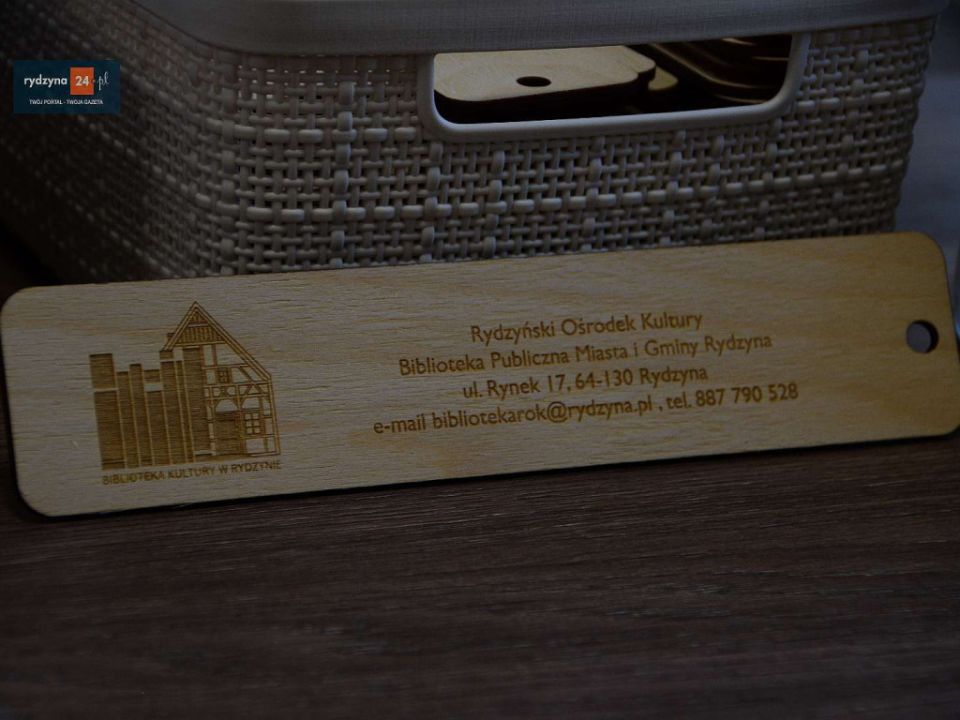 rydzyna 24.pl
TWÓJ PORTAL - TWOJA GAZETA
Rydzyński Ośrodek Kultury
Biblioteka Publiczna Miasta i Gminy Rydzyna
ul. Rynek 17, 64-130 Rydzyna
e-mail bibliotekarok@rydzyna.pl , tel. 887 790 528
BIBLIOTEKA KULTURY W RYDZYNIE